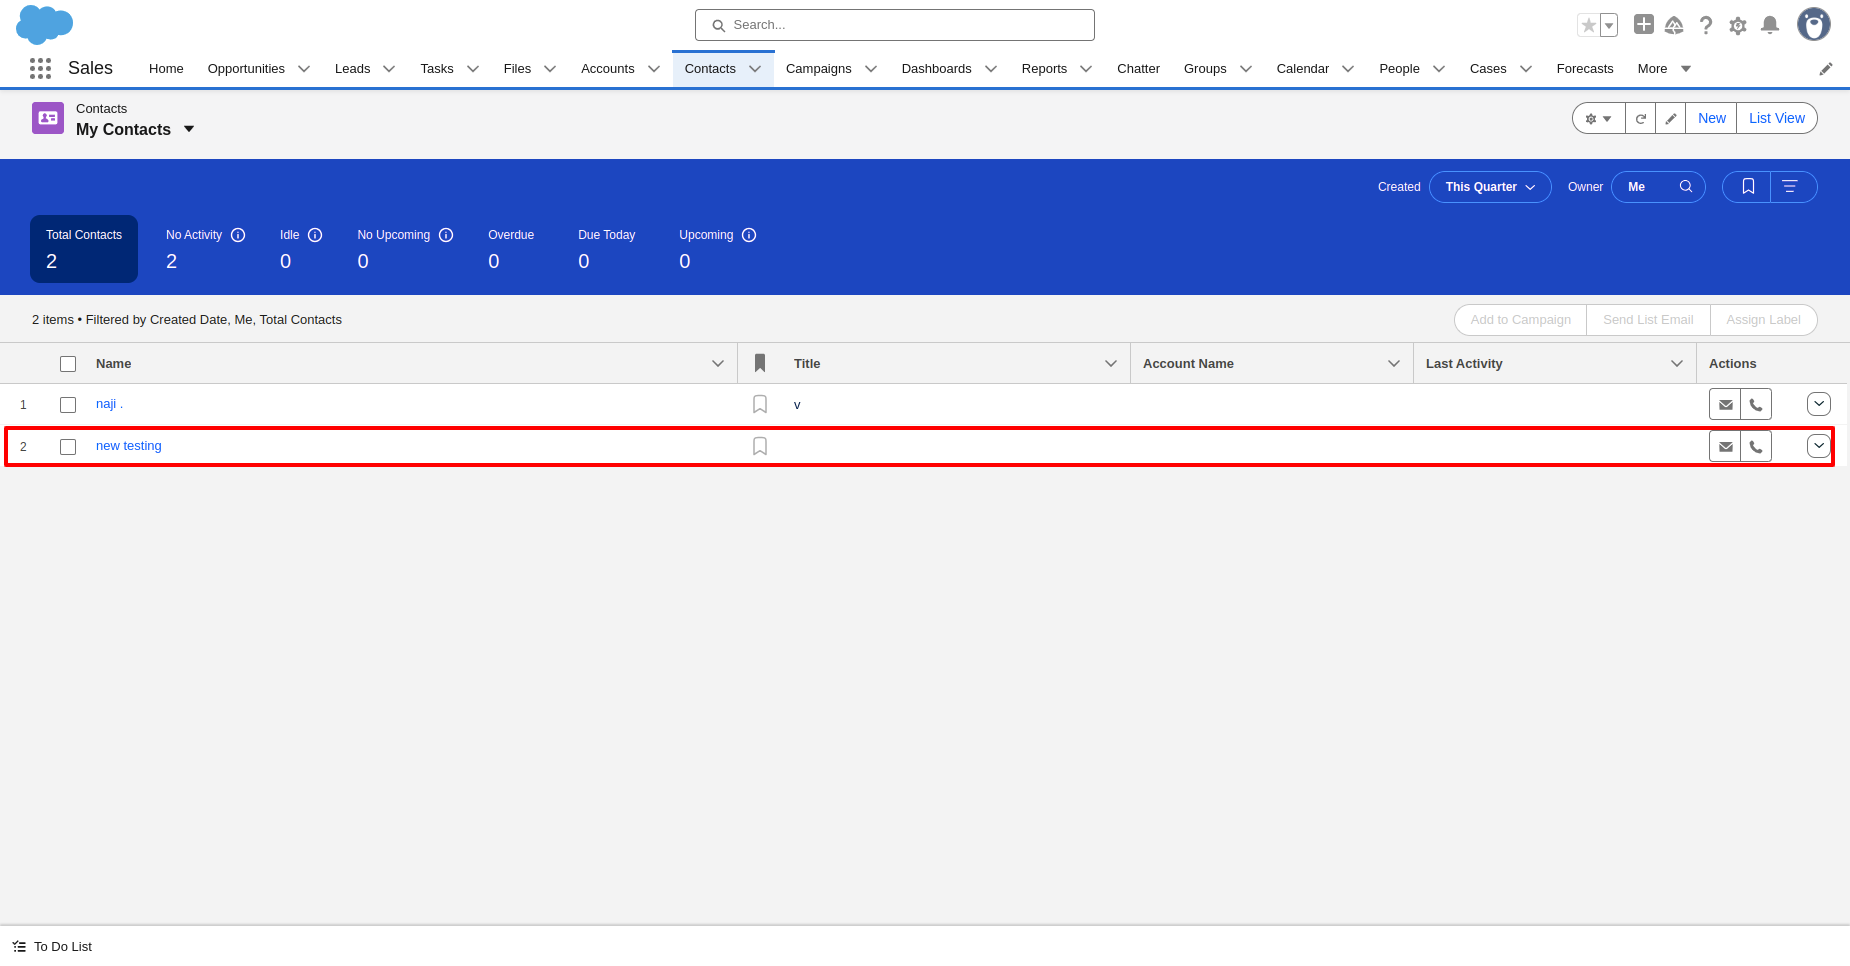 Search...
Sales
Home Opportunities Leads Tasks Files Accounts Contacts Campaigns Dashboards Reports Chatter Groups Calendar People Cases Forecasts More
Contacts
My Contacts
New List View
Created This Quarter Owner Me
Total Contacts No Activity Idle No Upcoming Overdue Due Today Upcoming
2 2 0 0 0 0 0
2 items • Filtered by Created Date, Me, Total Contacts
Add to Campaign Send List Email Assign Label
Name Title Account Name Last Activity Actions
1 naji . v
2 new testing
To Do List